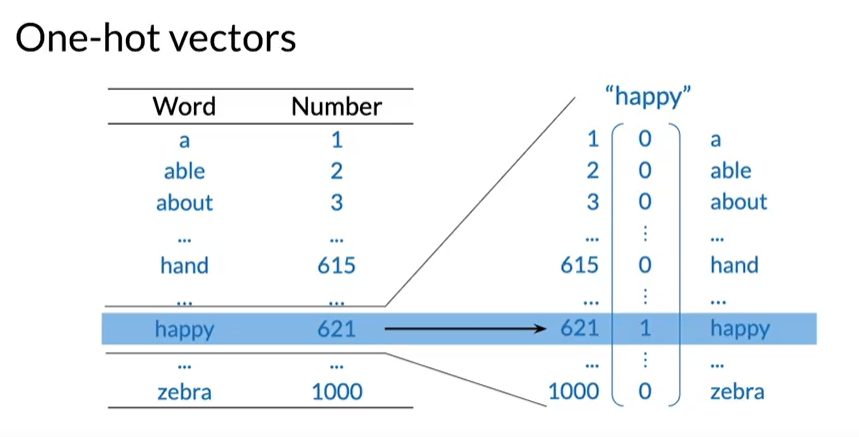 One-hot vectors
Word Number
a 1
able 2
about 3
... ...
hand 615
... ...
happy 621
... ...
zebra 1000
“happy”
1 0 a
2 0 able
3 0 about
... ⋮ ...
615 0 hand
... ⋮ ...
621 1 happy
... ⋮ ...
1000 0 zebra